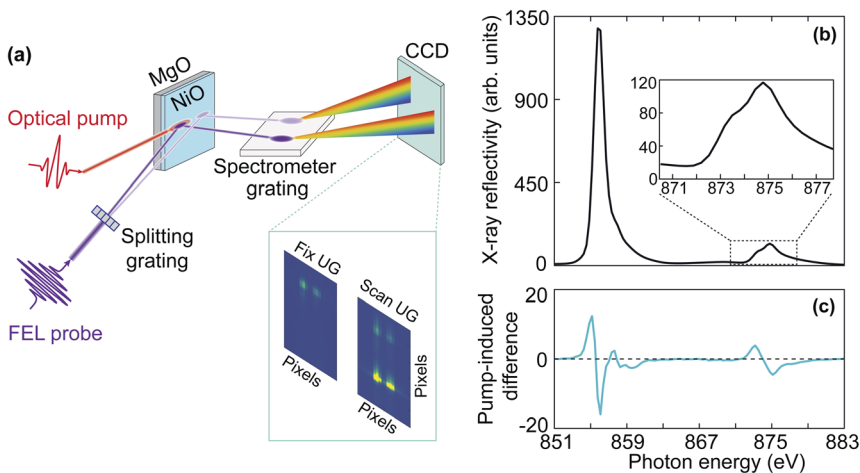 (a)
MgO
NiO
CCD
Optical pump
Spectrometer
grating
Splitting
grating
FEL probe
Fix UG
Scan UG
Pixels
Pixels
Pixels
(b)
X-ray reflectivity (arb. units)
1350
900
450
0
120
80
40
0
871 873 875 877
(c)
Pump-induced
difference
20
0
-20
851 859 867 875 883
Photon energy (eV)